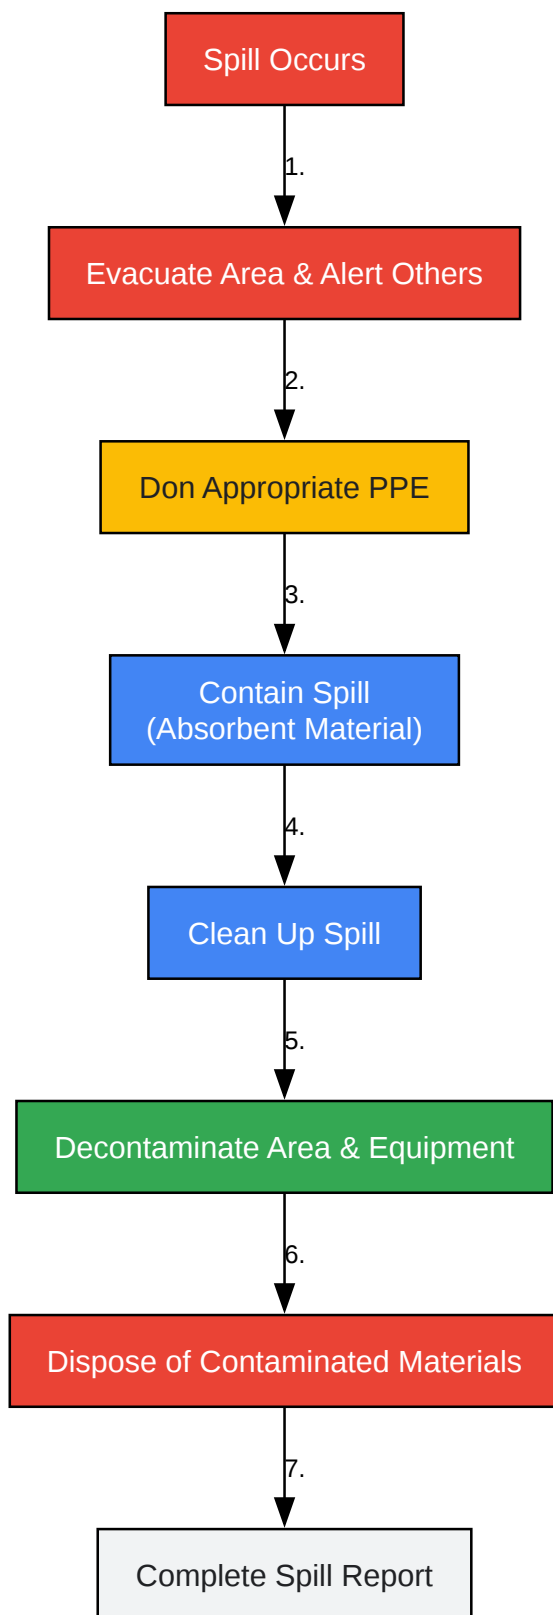 Spill Occurs
1.
Evacuate Area & Alert Others
2.
Don Appropriate PPE
3.
Contain Spill
(Absorbent Material)
4.
Clean Up Spill
5.
Decontaminate Area & Equipment
6.
Dispose of Contaminated Materials
7.
Complete Spill Report